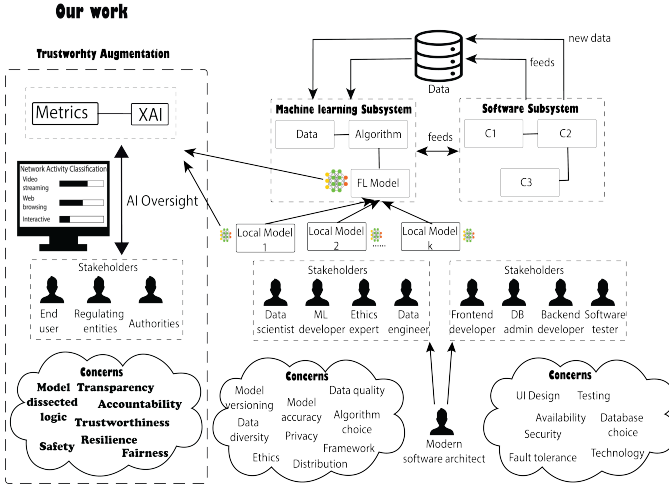 Our work
Trustworhty Augmentation
Metrics
XAI
Network Activity Classification
Video
streaming
Web
browsing
Interactive
AI Oversight
Stakeholders
End
user
Regulating
entities
Authorities
Concerns
Model
dissected
logic
Transparency
Accountability
Trustworthiness
Resilience
Safety
Fairness
Data
new data
feeds
Machine learning Subsystem
Data
Algorithm
FL Model
feeds
Software Subsystem
C1
C2
C3
Local Model
1
Local Model
2
......
Local Model
k
Stakeholders
Data
scientist
ML
developer
Ethics
expert
Data
engineer
Stakeholders
Frontend
developer
DB
admin
Backend
developer
Software
tester
Concerns
Model
versioning
Data quality
Model
accuracy
Algorithm
choice
Data
diversity
Privacy
Framework
Ethics
Distribution
Modern
software architect
Concerns
UI Design
Testing
Availability
Database
choice
Security
Fault tolerance
Technology